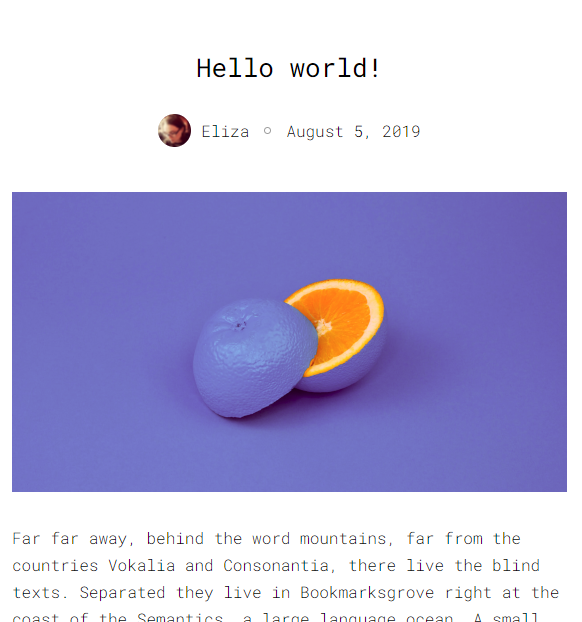 Hello world!
Eliza ○ August 5, 2019
Far far away, behind the word mountains, far from the
countries Vokalia and Consonantia, there live the blind
texts. Separated they live in Bookmarksgrove right at the
coast of the Semantics, a large language ocean. A small